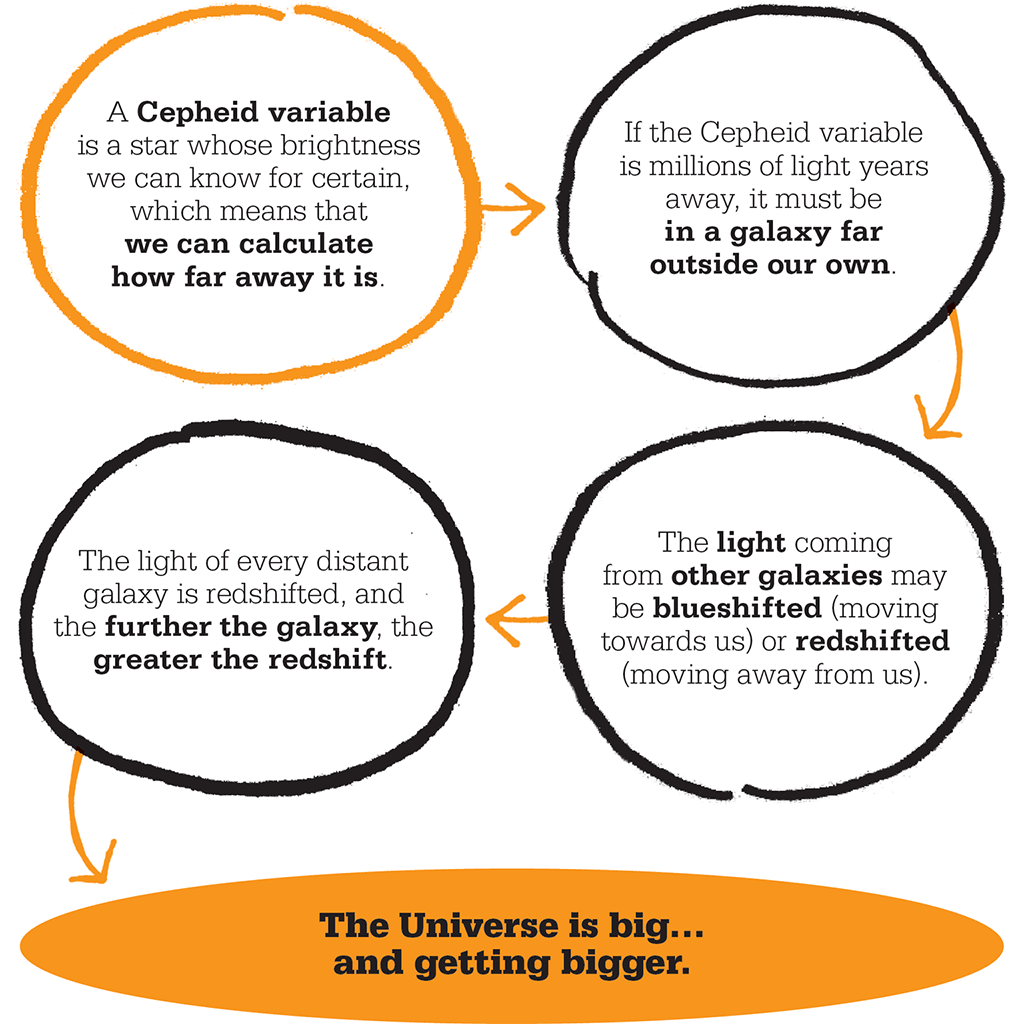 A Cepheid variable
is a star whose brightness
we can know for certain,
which means that
we can calculate
how far away it is.
If the Cepheid variable
is millions of light years
away, it must be
in a galaxy far
outside our own.
The light coming
from other galaxies may
be blueshifted (moving
towards us) or redshifted
(moving away from us).
The light of every distant
galaxy is redshifted, and
the further the galaxy, the
greater the redshift.
The Universe is big...
and getting bigger.